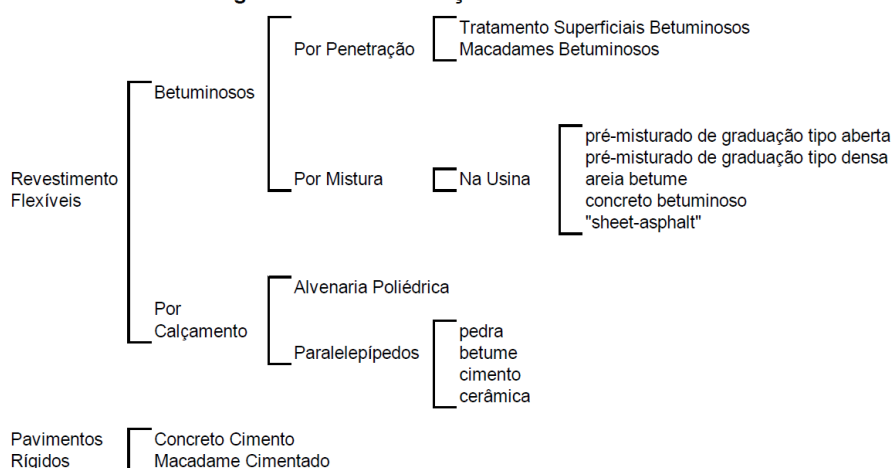 Tratamento Superficiais Betuminosos
Por Penetração
Macadames Betuminosos
Betuminosos
pré-misturado de graduação tipo aberta
pré-misturado de graduação tipo densa
Revestimento
Flexíveis
Por Mistura
Na Usina
areia betume
concreto betuminoso
"sheet-asphalt"
Alvenaria Poliédrica
Por
Calçamento
pedra
Paralelepípedos
betume
cimento
cerâmica
Pavimentos
Rígidos
Concreto Cimento
Macadame Cimentado